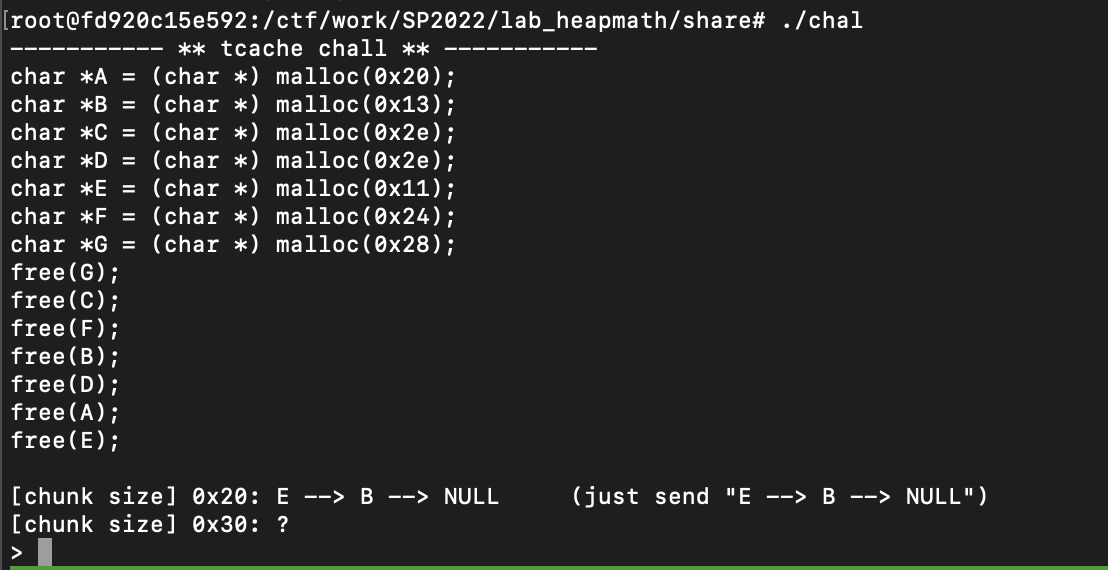 [root@fd920c15e592:/ctf/work/SP2022/lab_heapmath/share# ./chal
----------- ** tcache chall ** -----------
char *A = (char *) malloc(0x20);
char *B = (char *) malloc(0x13);
char *C = (char *) malloc(0x2e);
char *D = (char *) malloc(0x2e);
char *E = (char *) malloc(0x11);
char *F = (char *) malloc(0x24);
char *G = (char *) malloc(0x28);
free(G);
free(C);
free(F);
free(B);
free(D);
free(A);
free(E);
[chunk size] 0x20: E --> B --> NULL     (just send "E --> B --> NULL")
[chunk size] 0x30: ?
>